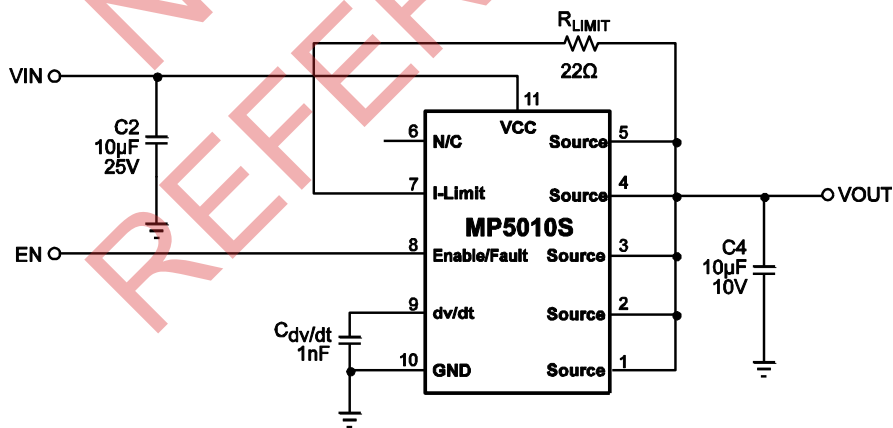 R_LIMIT
22Ω
VIN
11
VCC
C2
10µF
25V
6
N/C
Source
5
7
I-Limit
Source
4
VOUT
MP5010S
EN
8
Enable/Fault
Source
3
C4
10µF
10V
9
dv/dt
Source
2
Cdv/dt
1nF
10
GND
Source
1
REFER